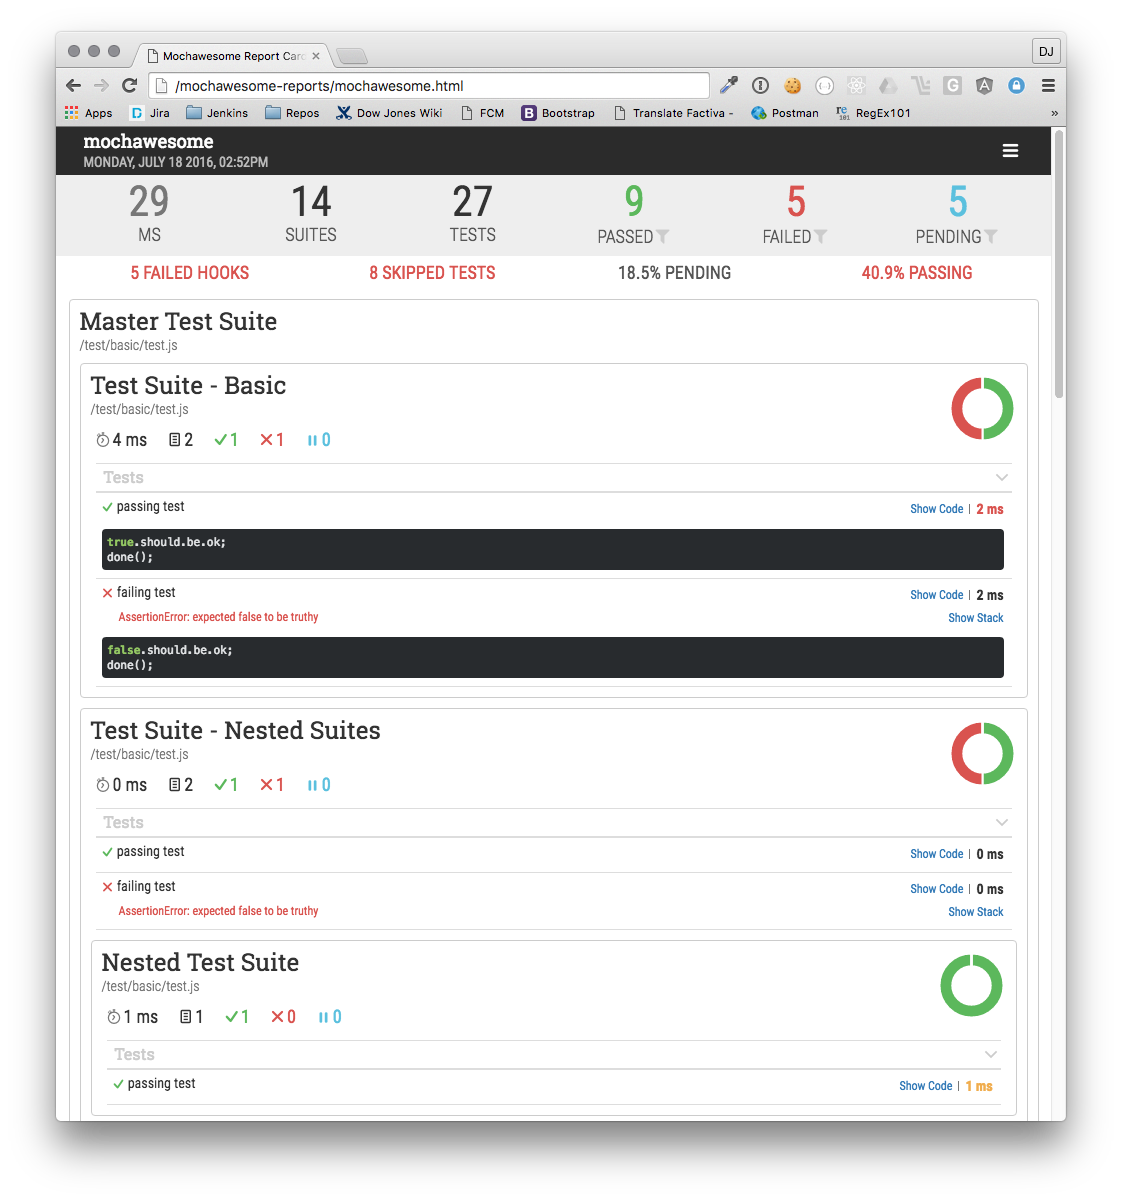 Mochawesome Report Card
DJ
/mochawesome-reports/mochawesome.html
Apps Jira Jenkins Repos Dow Jones Wiki FCM Bootstrap Translate Factiva - Postman RegEx101 »
mochawesome
MONDAY, JULY 18 2016, 02:52PM
29 14 27 9 5 5
MS SUITES TESTS PASSED FAILED PENDING
5 FAILED HOOKS 8 SKIPPED TESTS 18.5% PENDING 40.9% PASSING
Master Test Suite
/test/basic/test.js
Test Suite - Basic
/test/basic/test.js
4 ms 2 1 1 0
Tests
passing test Show Code | 2 ms
true.should.be.ok;
done();
failing test Show Code | 2 ms
AssertionError: expected false to be truthy Show Stack
false.should.be.ok;
done();
Test Suite - Nested Suites
/test/basic/test.js
0 ms 2 1 1 0
Tests
passing test Show Code | 0 ms
failing test Show Code | 0 ms
AssertionError: expected false to be truthy Show Stack
Nested Test Suite
/test/basic/test.js
1 ms 1 1 0 0
Tests
passing test Show Code | 1 ms